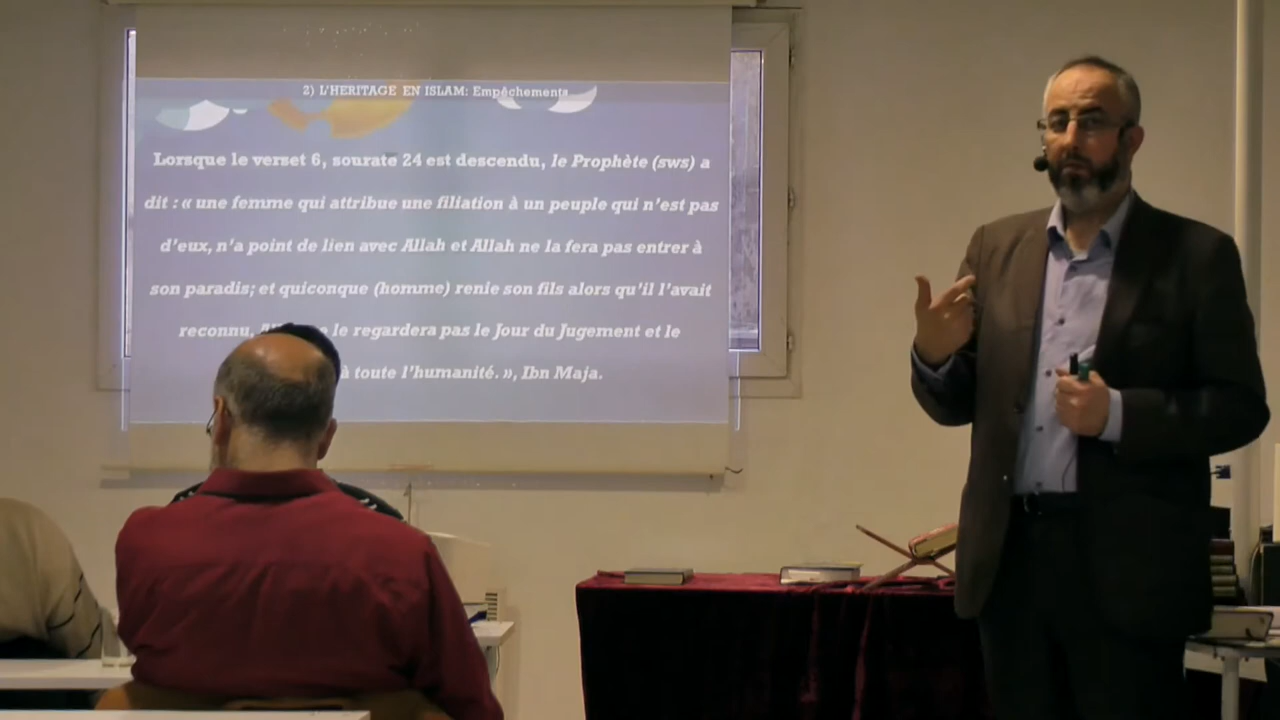 2) L'HERITAGE EN ISLAM: Empêchements
Lorsque le verset 6, sourate 24 est descendu, le Prophète (sws) a
dit : « une femme qui attribue une filiation à un peuple qui n'est pas
d'eux, n'a point de lien avec Allah et Allah ne la fera pas entrer à
son paradis; et quiconque (homme) renie son fils alors qu'il l'avait
reconnu, le regardera pas le Jour du Jugement et le
à toute l'humanité. », Ibn Maja.